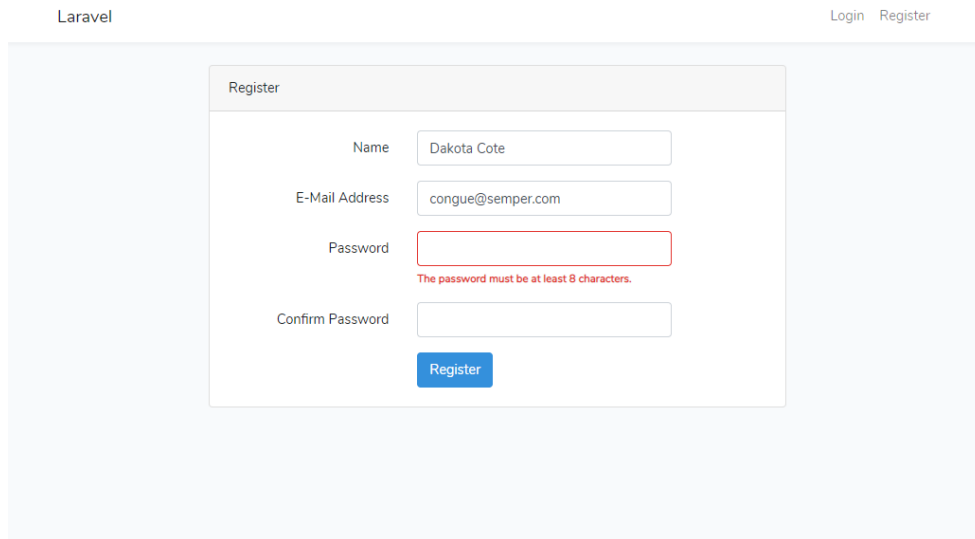 Laravel Login Register
Register
Name Dakota Cote
E-Mail Address congue@semper.com
Password
The password must be at least 8 characters.
Confirm Password
Register